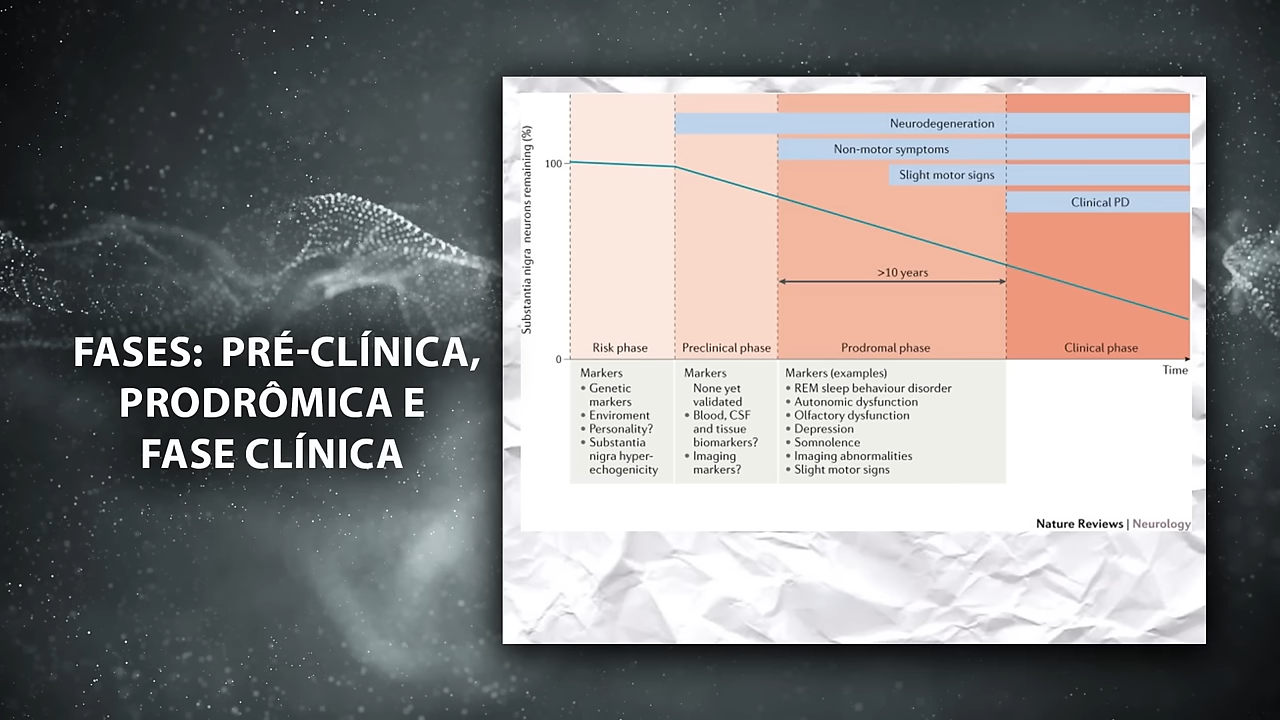 FASES: PRÉ-CLÍNICA,
PRODRÔMICA E
FASE CLÍNICA
Substantia nigra neurons remaining (%)
100
0
Neurodegeneration
Non-motor symptoms
Slight motor signs
Clinical PD
>10 years
Risk phase
Preclinical phase
Prodromal phase
Clinical phase
Time
Markers
• Genetic
markers
• Enviroment
• Personality?
• Substantia
nigra hyper-
echogenicity
Markers
None yet
validated
• Blood, CSF
and tissue
biomarkers?
• Imaging
markers?
Markers (examples)
• REM sleep behaviour disorder
• Autonomic dysfunction
• Olfactory dysfunction
• Depression
• Somnolence
• Imaging abnormalities
• Slight motor signs
Nature Reviews | Neurology